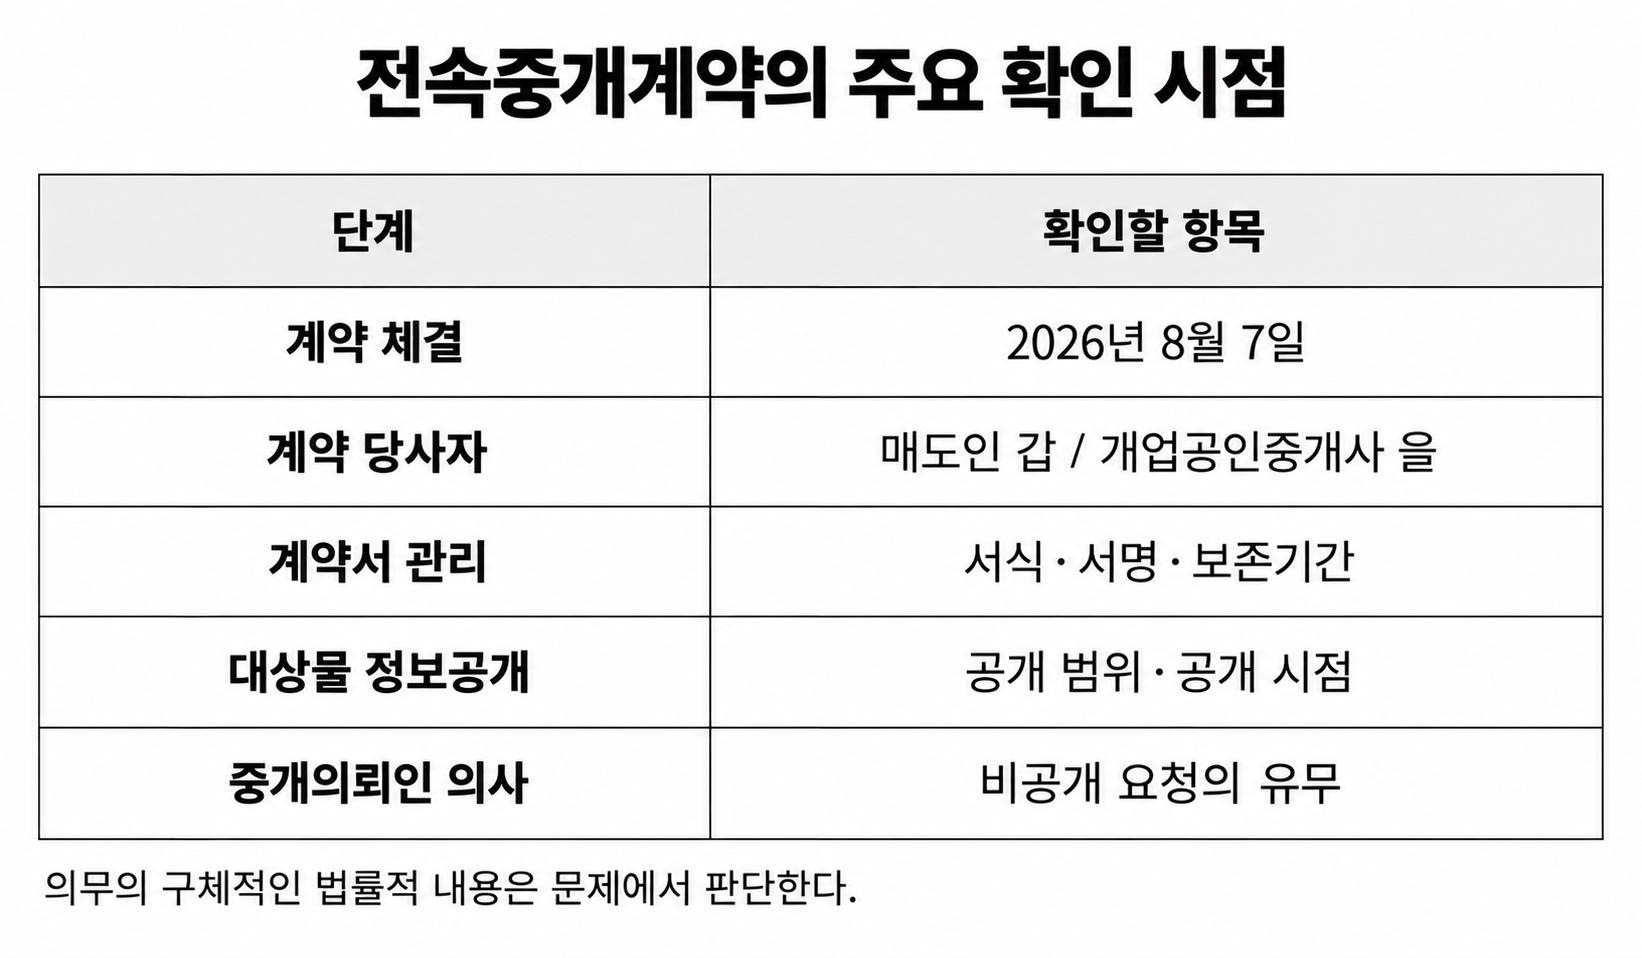 전속중개계약의 주요 확인 시점
단계 확인할 항목
계약 체결 2026년 8월 7일
계약 당사자 매도인 갑 / 개업공인중개사 을
계약서 관리 서식·서명·보존기간
대상물 정보공개 공개 범위·공개 시점
중개의뢰인 의사 비공개 요청의 유무
의무의 구체적인 법률적 내용은 문제에서 판단한다.